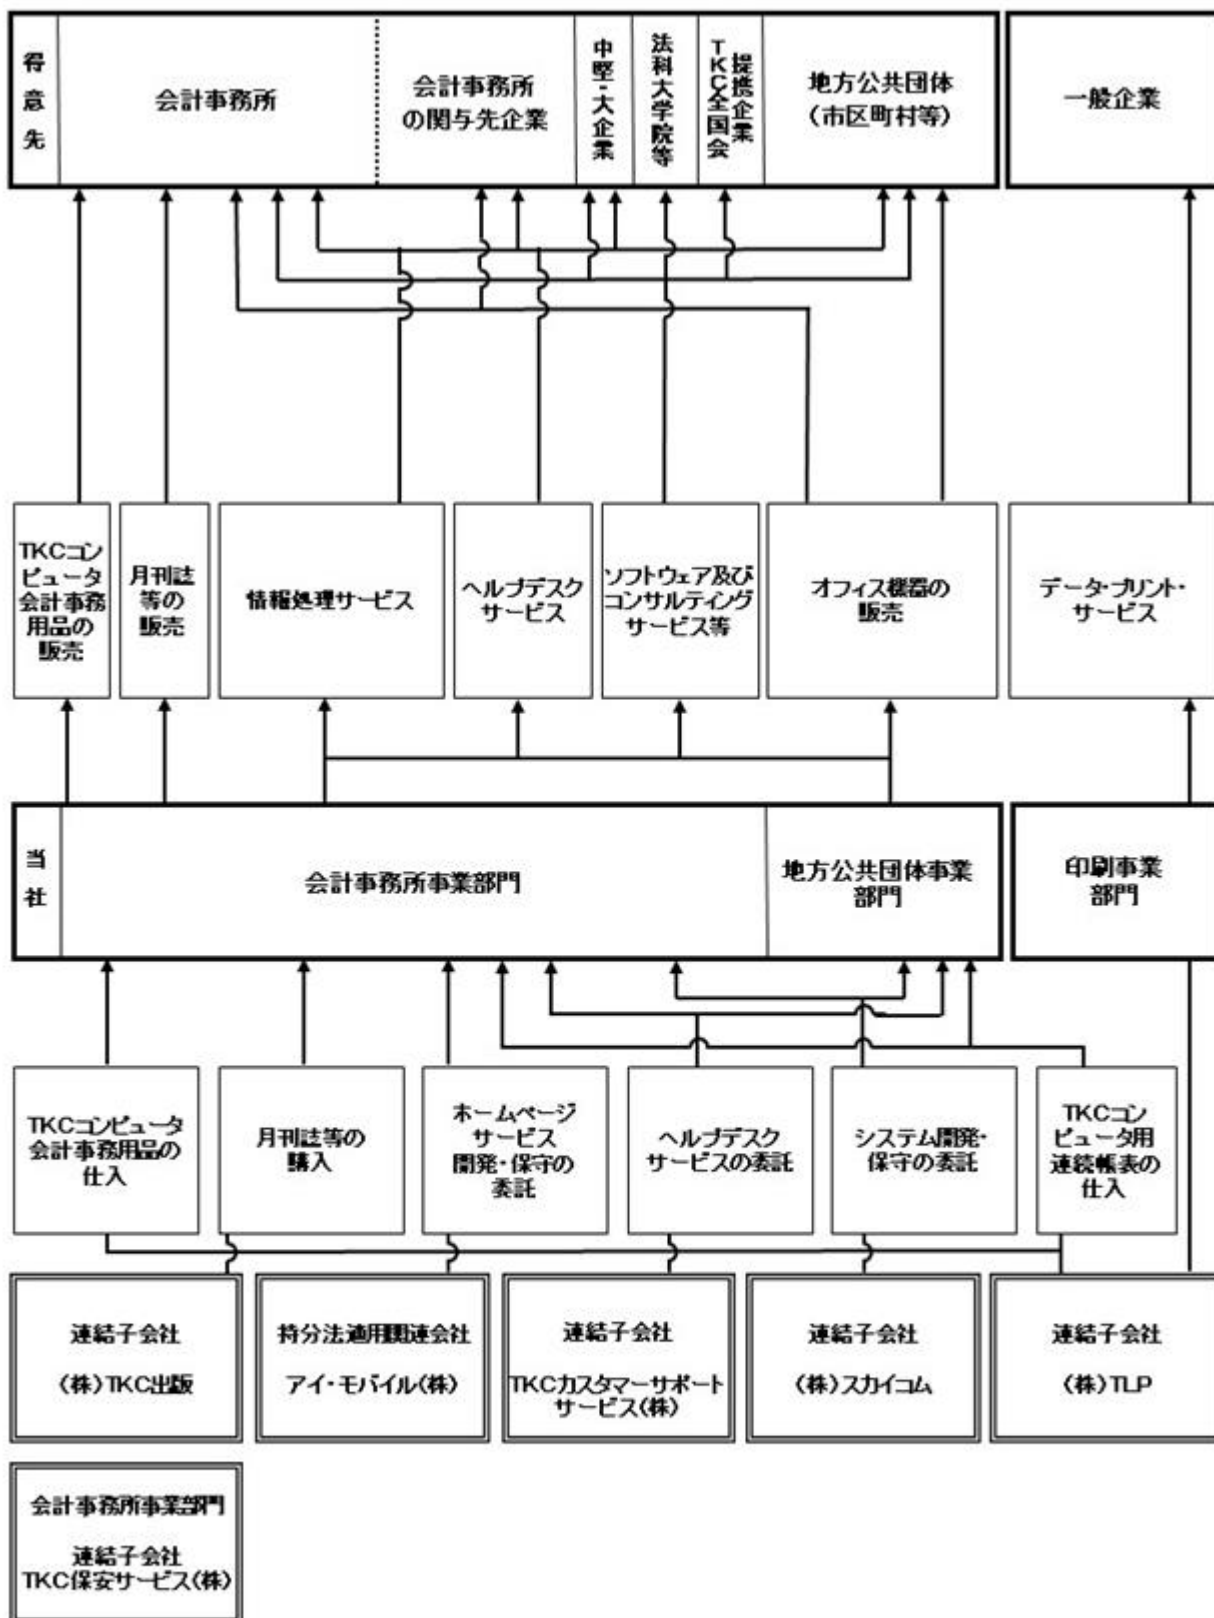 得意先
会計事務所
会計事務所
の関与先企業
中堅・大企業
法科大学院等
提携企業
TKC全国会
地方公共団体
(市区町村等)
一般企業
TKCコン
ピュータ
会計事務
用品の
販売
月刊誌
等の
販売
情報処理サービス
ヘルプデスク
サービス
ソフトウェア及び
コンサルティング
サービス等
オフィス機器の
販売
データ・プリント・
サービス
当社
会計事務所事業部門
地方公共団体事業
部門
印刷事業
部門
TKCコンピュータ
会計事務用品の
仕入
月刊誌等の
購入
ホームページ
サービス
開発・保守の
委託
ヘルプデスク
サービスの委託
システム開発・
保守の委託
TKCコン
ピュータ用
連続帳表の
仕入
連結子会社
(株)TKC出版
持分法適用関連会社
アイ・モバイル(株)
連結子会社
TKCカスタマーサポート
サービス(株)
連結子会社
(株)スカイコム
連結子会社
(株)TLP
会計事務所事業部門
連結子会社
TKC保安サービス(株)